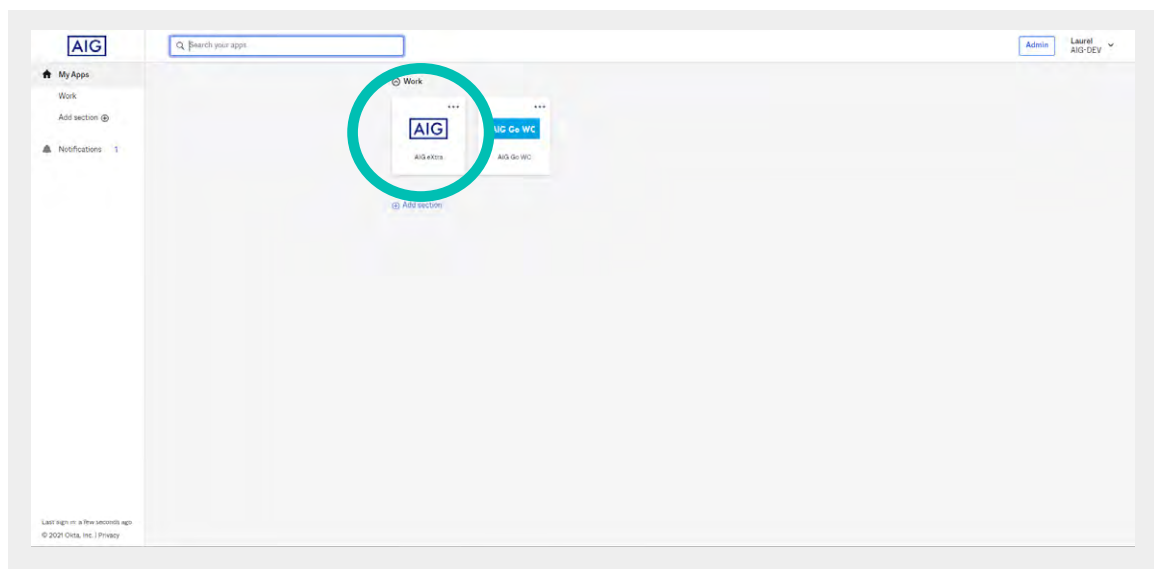 AIG
Search your apps
Admin
Laurel
AIG-DEV
My Apps
Work
Add section
Notifications 1
Work
AIG
AIG eXtra
AIG Go WC
AIG Go WC
Add section
Last sign in: a few seconds ago
© 2021 Okta, Inc. | Privacy